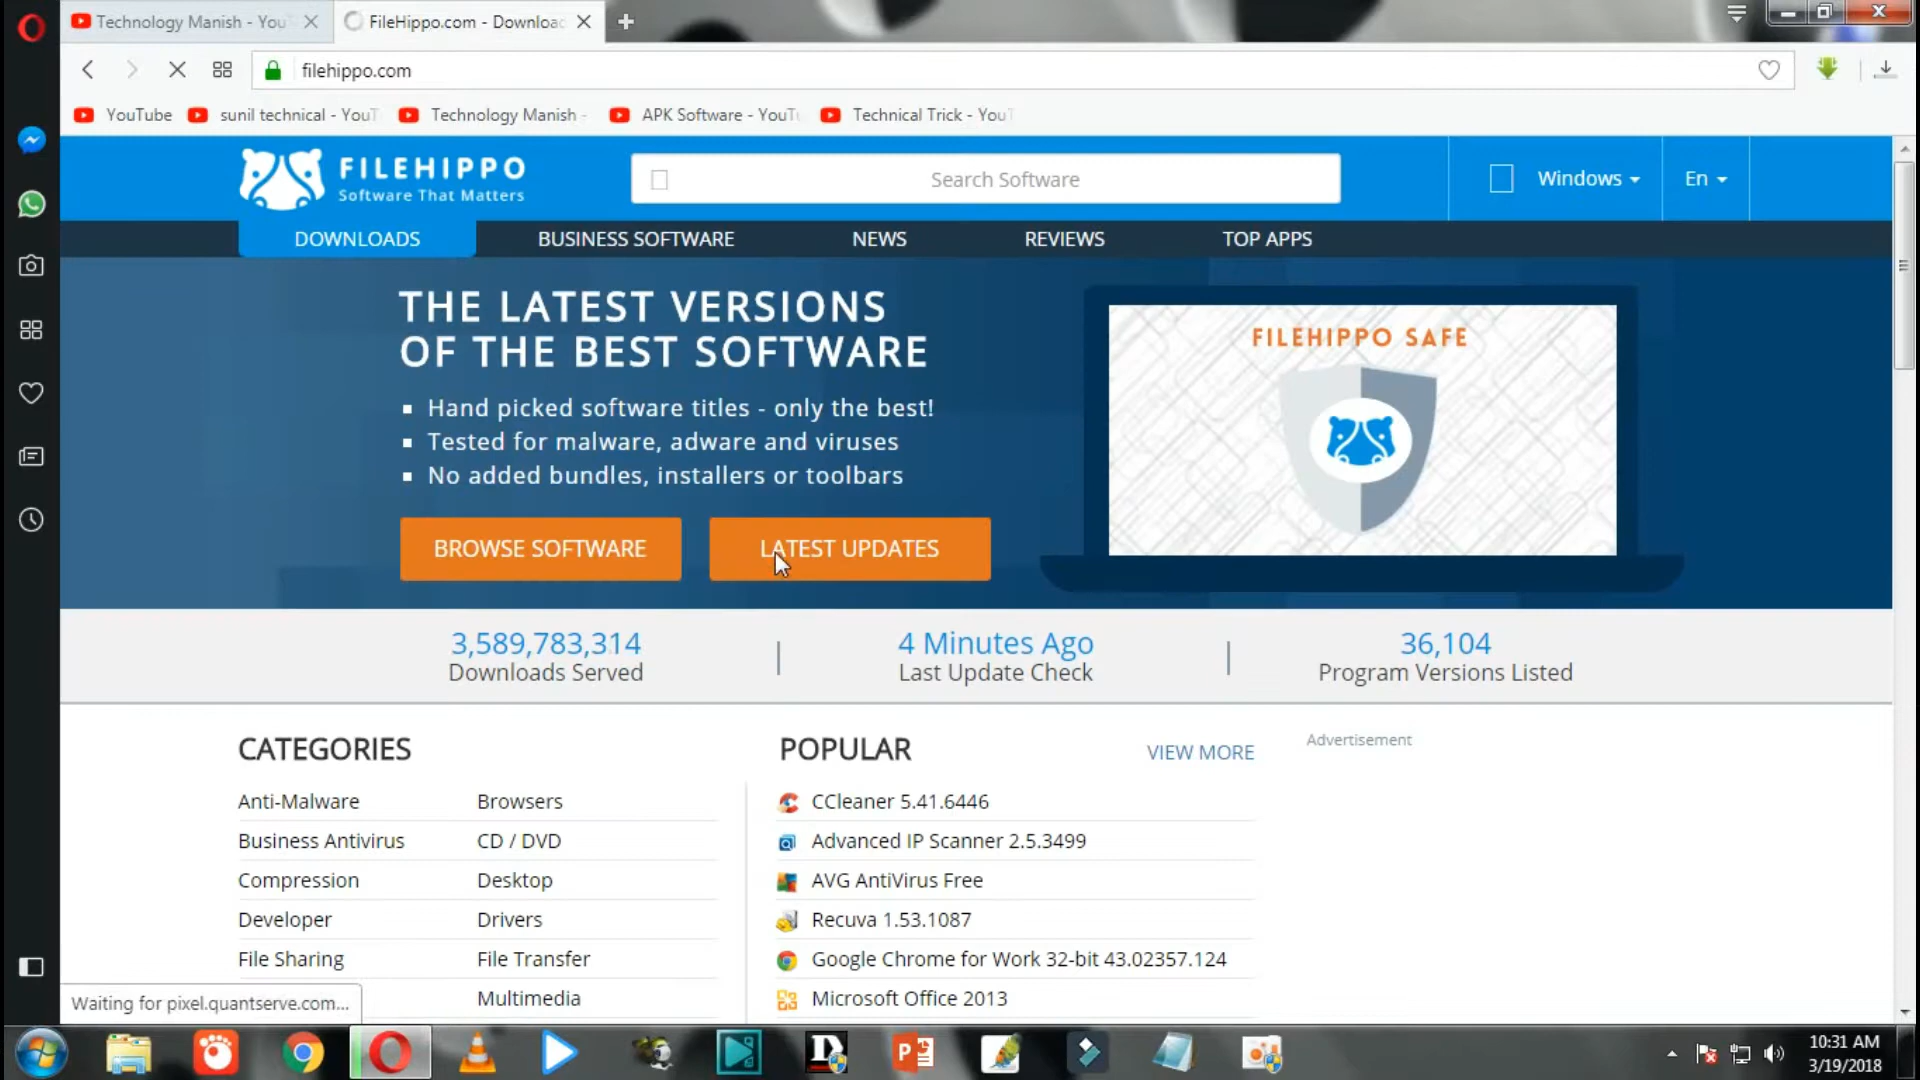 Technology Manish - You
FileHippo.com - Downloac
filehippo.com
YouTube
sunil technical - YouT
Technology Manish -
APK Software - YouTu
Technical Trick - YouT
FILEHIPPO
Software That Matters
Search Software
Windows
En
DOWNLOADS
BUSINESS SOFTWARE
NEWS
REVIEWS
TOP APPS
THE LATEST VERSIONS
OF THE BEST SOFTWARE
Hand picked software titles - only the best!
Tested for malware, adware and viruses
No added bundles, installers or toolbars
BROWSE SOFTWARE
LATEST UPDATES
FILEHIPPO SAFE
3,589,783,314
Downloads Served
4 Minutes Ago
Last Update Check
36,104
Program Versions Listed
CATEGORIES
Anti-Malware
Browsers
Business Antivirus
CD / DVD
Compression
Desktop
Developer
Drivers
File Sharing
File Transfer
Multimedia
POPULAR
VIEW MORE
CCleaner 5.41.6446
Advanced IP Scanner 2.5.3499
AVG AntiVirus Free
Recuva 1.53.1087
Google Chrome for Work 32-bit 43.02357.124
Microsoft Office 2013
Advertisement
Waiting for pixel.quantserve.com...
10:31 AM
3/19/2018